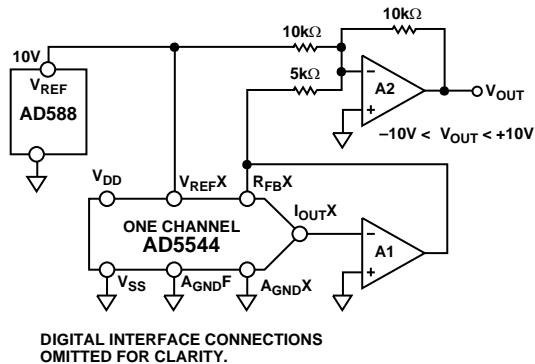 10kΩ
10kΩ
10V
VREF
AD588
5kΩ
A2
VOUT
–10V < VOUT < +10V
VDD
VREFX
RFBX
ONE CHANNEL
AD5544
IOUTX
A1
VSS
AGNDF
AGNDX
DIGITAL INTERFACE CONNECTIONS
OMITTED FOR CLARITY.